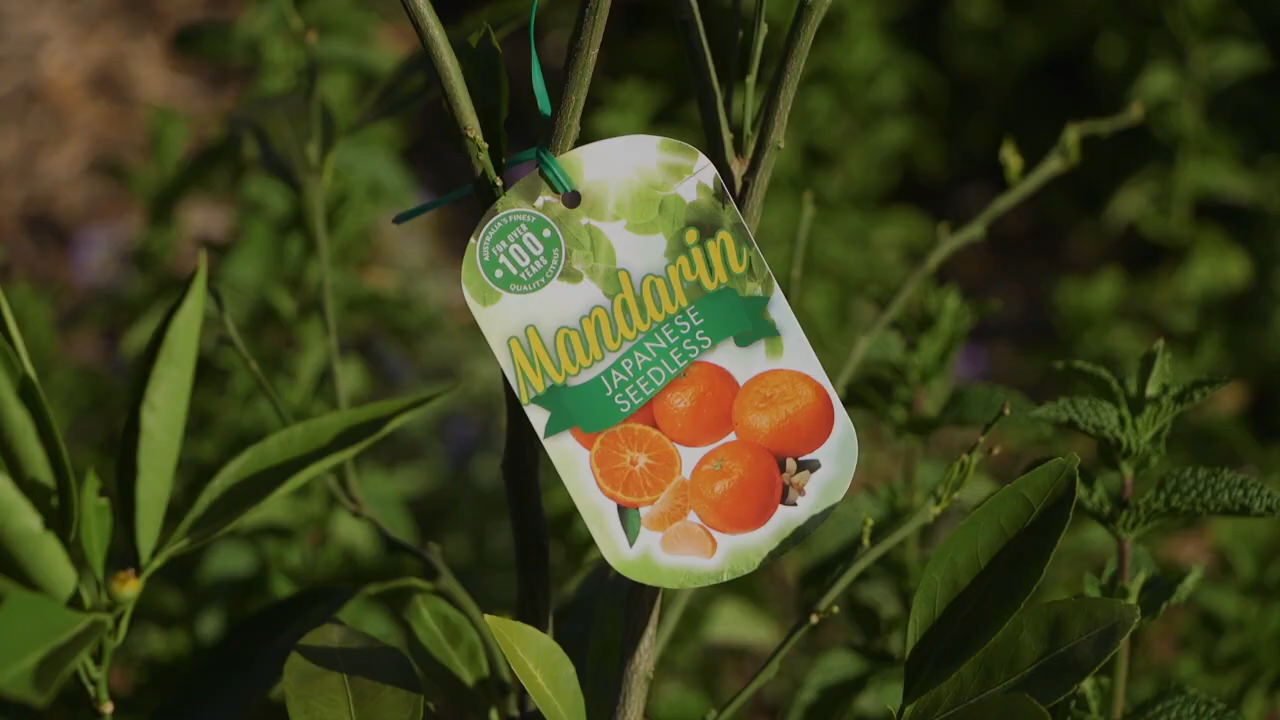 AUSTRALIA'S FINEST
FOR OVER
100
YEARS
QUALITY CITRUS
Mandarin
JAPANESE
SEEDLESS